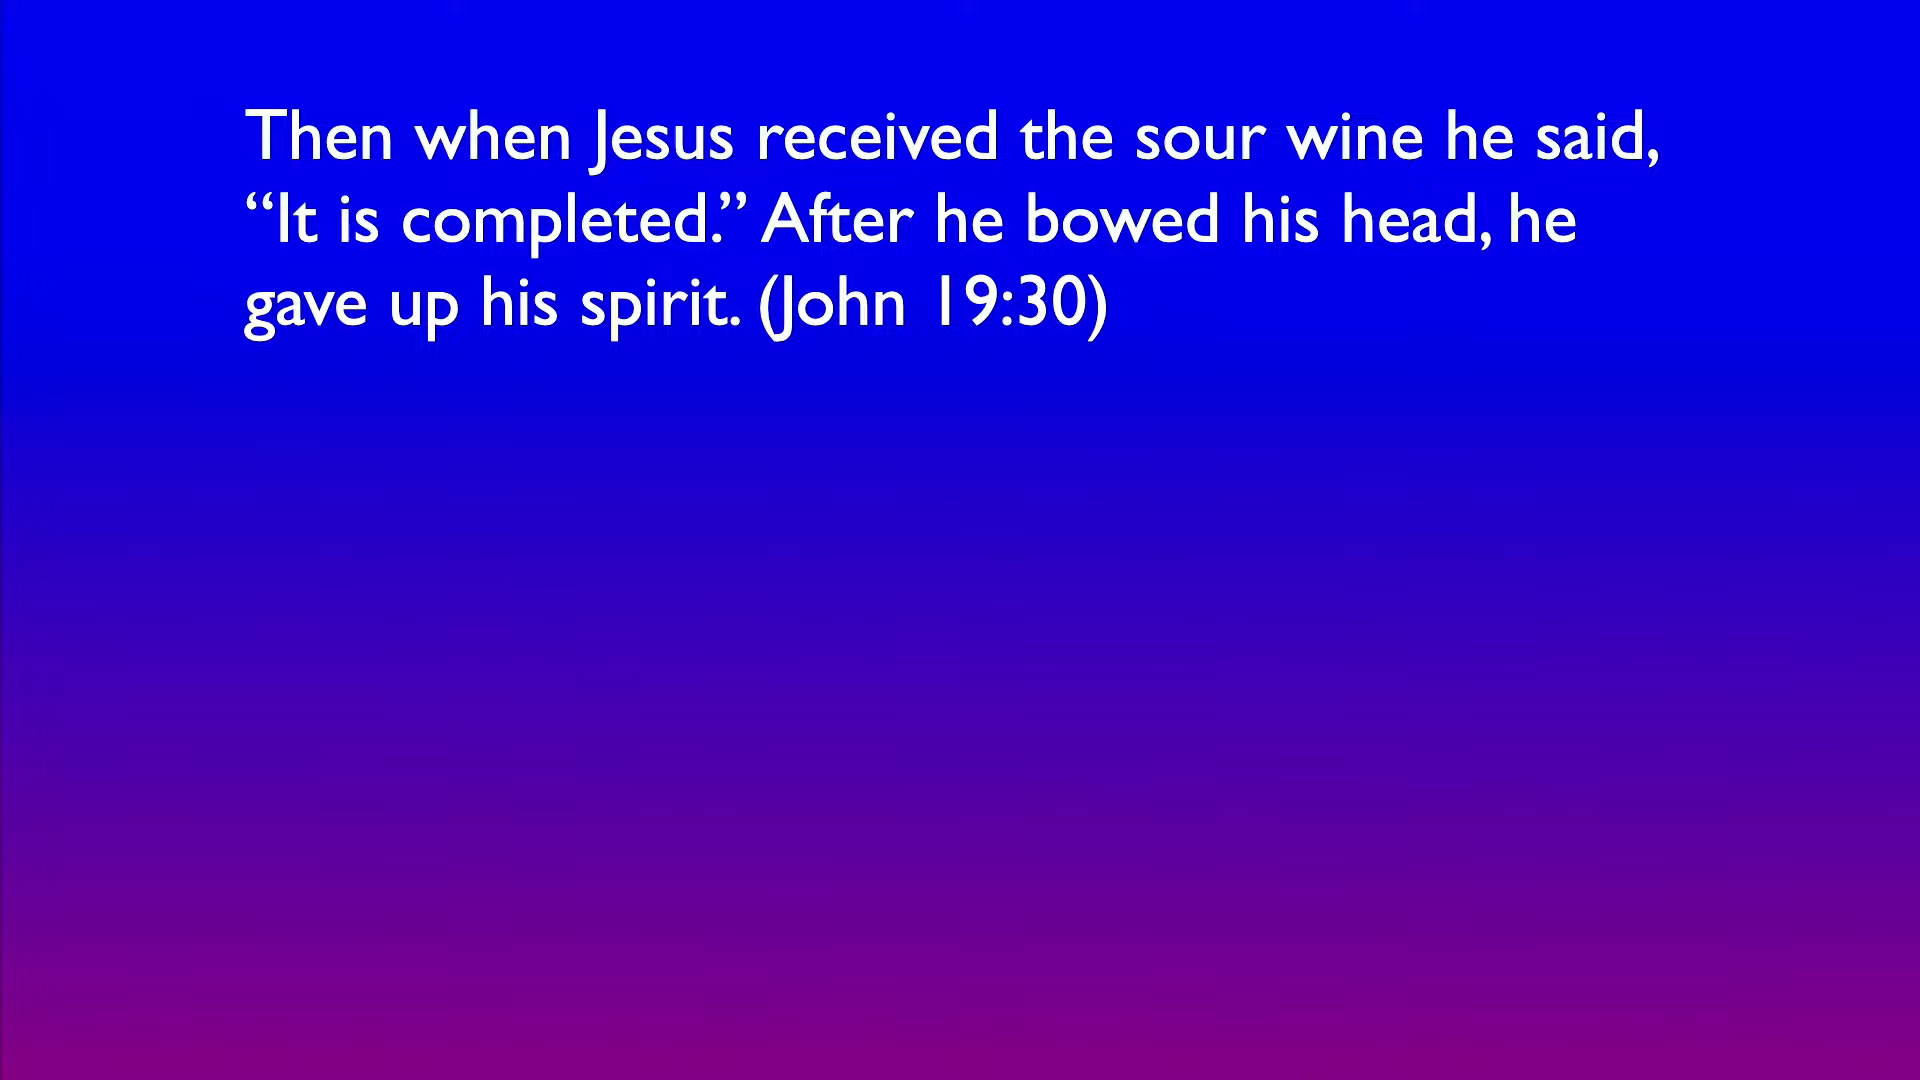 Then when Jesus received the sour wine he said,
“It is completed.” After he bowed his head, he
gave up his spirit. (John 19:30)